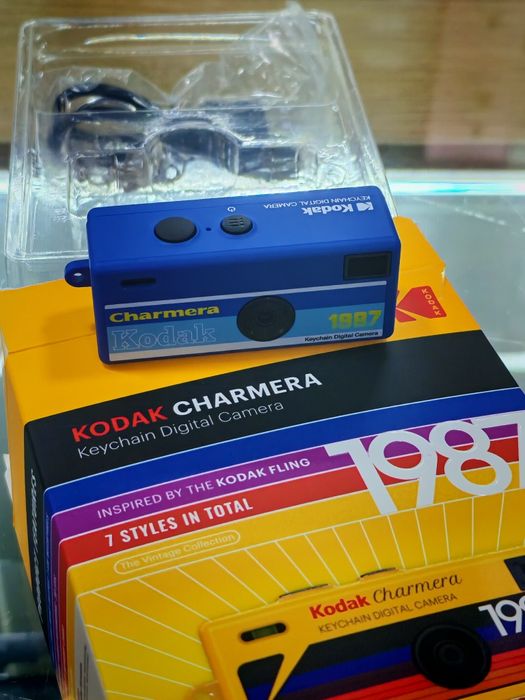 Kodak
KEYCHAIN DIGITAL CAMERA
Charmera
Kodak
1987
Keychain Digital Camera
KODAK
KODAK CHARMERA
Keychain Digital Camera
INSPIRED BY THE KODAK FLING
1987
7 STYLES IN TOTAL
The Vintage Collection
Kodak Charmera
KEYCHAIN DIGITAL CAMERA
198